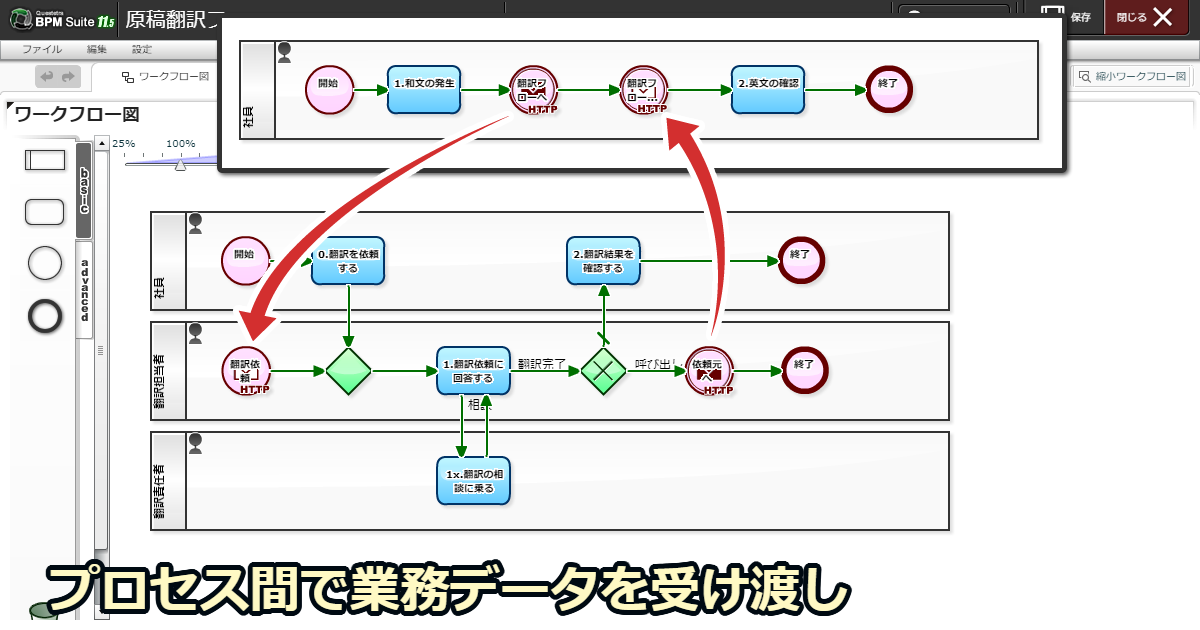 Questetra
BPM Suite 11.5
原稿翻訳フ
保存
閉じる
ファイル
編集
設定
ワークフロー図
縮小ワークフロー図
ワークフロー図
25%
100%
basic
advanced
社員
開始
1.和文の発生
翻訳フ
ローへ
HTTP
翻訳フ
ロー...
HTTP
2.英文の確認
終了
社員
開始
0.翻訳を依頼
する
2.翻訳結果を
確認する
終了
翻訳担当者
翻訳依
頼
HTTP
1.翻訳依頼に
回答する
翻訳完了
呼び出し
依頼元
へ
HTTP
終了
相談
翻訳責任者
1x.翻訳の相
談に乗る
プロセス間で業務データを受け渡し